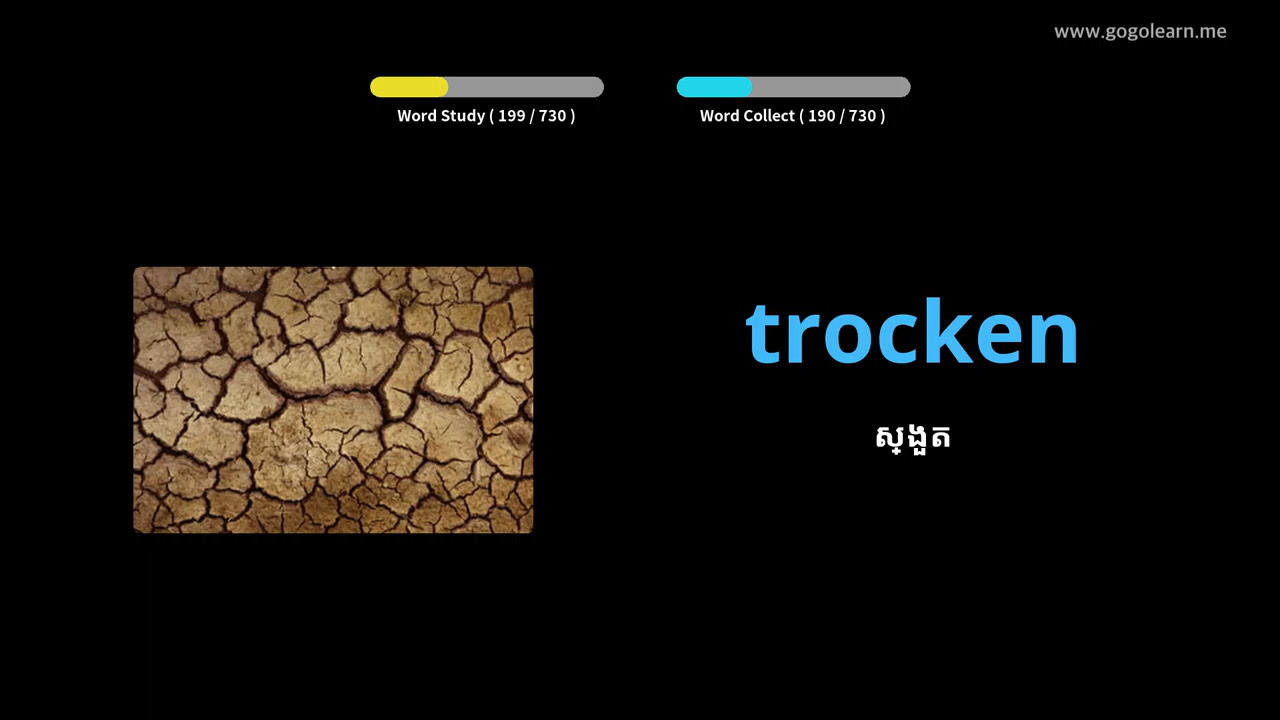 www.gogolearn.me
Word Study ( 199 / 730 )
Word Collect ( 190 / 730 )
trocken
ស្ងួត